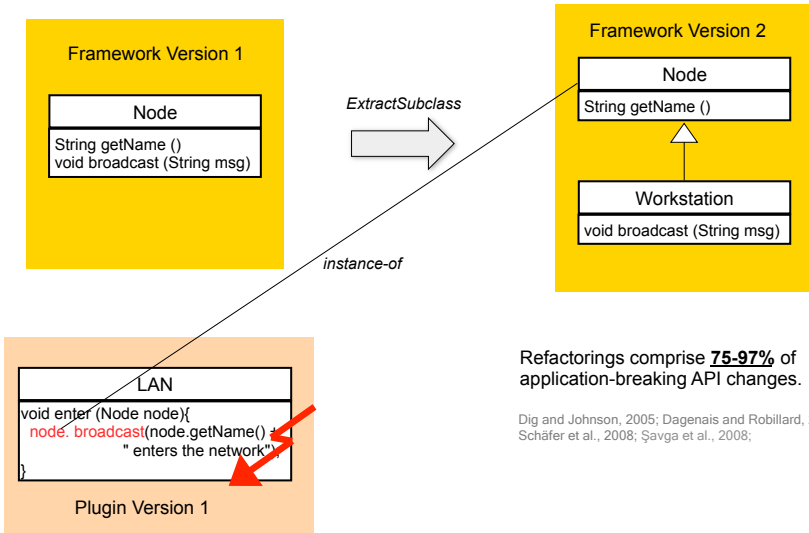 Framework Version 1
Node
String getName ()
void broadcast (String msg)
ExtractSubclass
Framework Version 2
Node
String getName ()
Workstation
void broadcast (String msg)
instance-of
LAN
void enter (Node node){
node. broadcast(node.getName() +
" enters the network");
}
Plugin Version 1
Refactorings comprise 75-97% of
application-breaking API changes.
Dig and Johnson, 2005; Dagenais and Robillard,
Schäfer et al., 2008; Şavga et al., 2008;